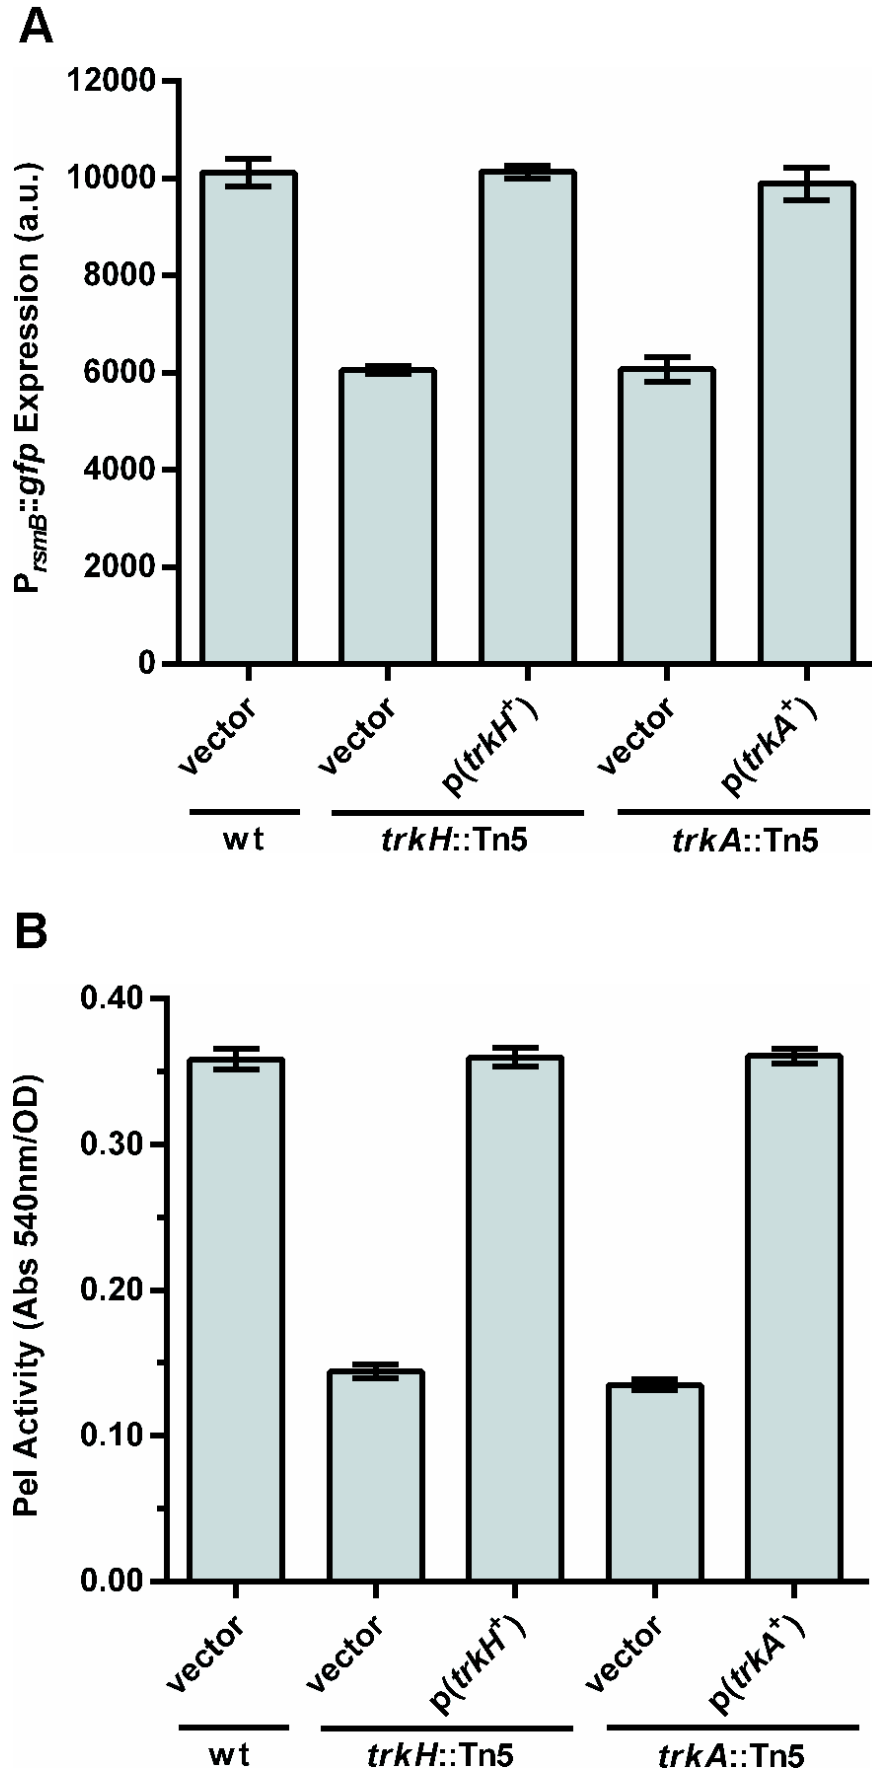 A
12000
10000
8000
6000
4000
2000
0
PrsmB::gfp Expression (a.u.)
vector
vector
p(trkH+)
vector
p(trkA+)
wt
trkH::Tn5
trkA::Tn5
B
0.40
0.30
0.20
0.10
0.00
Pel Activity (Abs 540nm/OD)
vector
vector
p(trkH+)
vector
p(trkA+)
wt
trkH::Tn5
trkA::Tn5